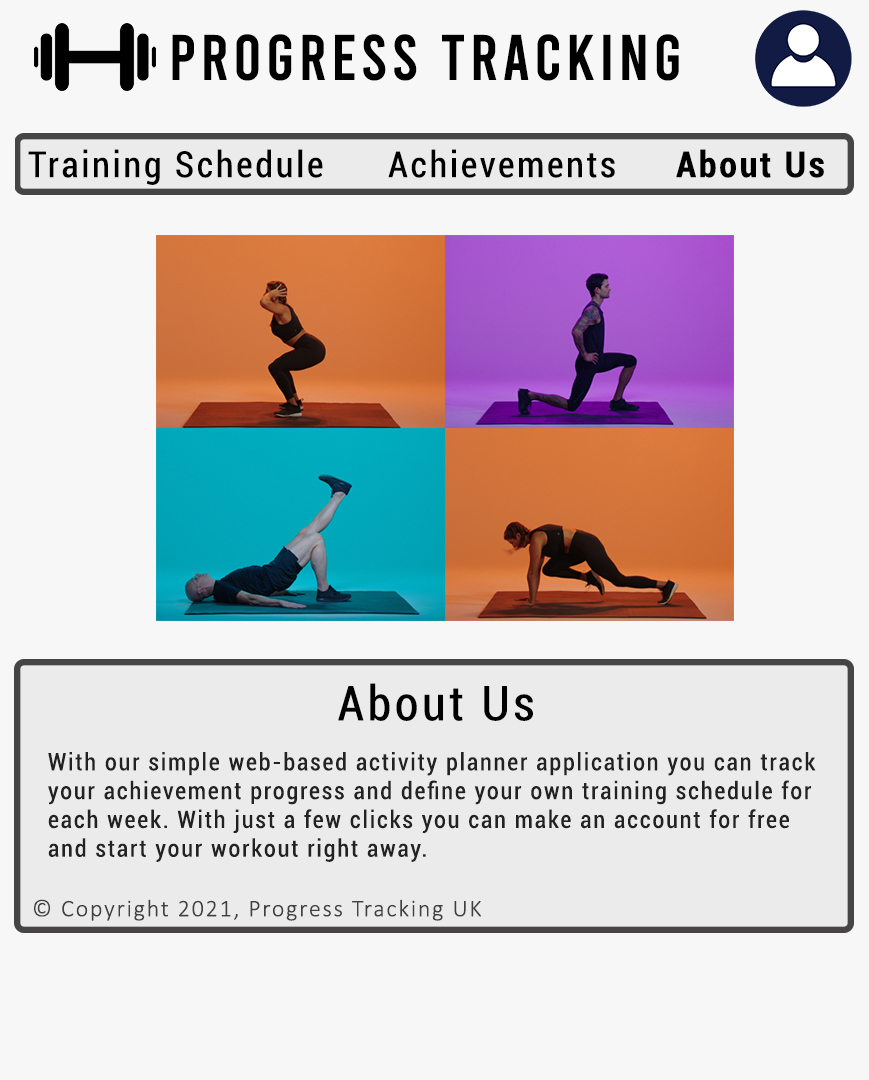 PROGRESS TRACKING
Training Schedule Achievements About Us
About Us
With our simple web-based activity planner application you can track
your achievement progress and define your own training schedule for
each week. With just a few clicks you can make an account for free
and start your workout right away.
© Copyright 2021, Progress Tracking UK